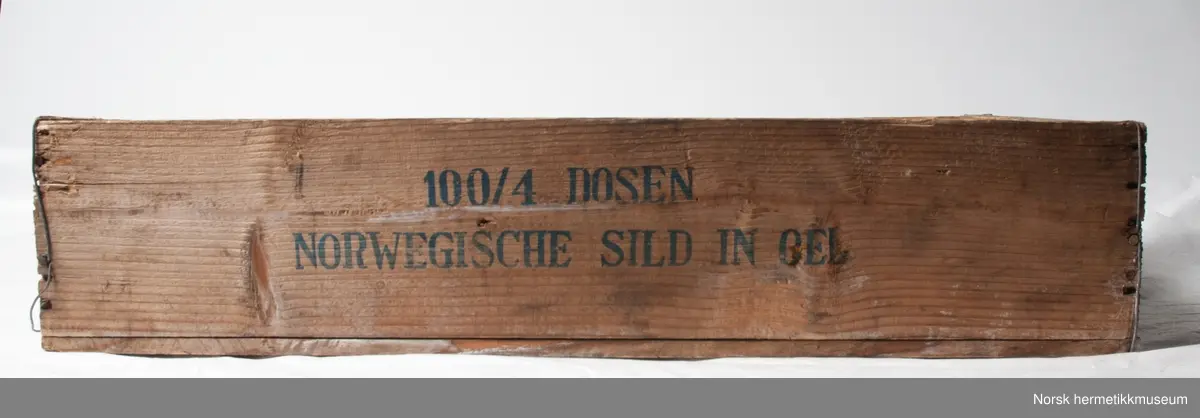 100/4 DOSEN
NORWEGISCHE SILD IN OEL
Norsk hermetikkmuseum